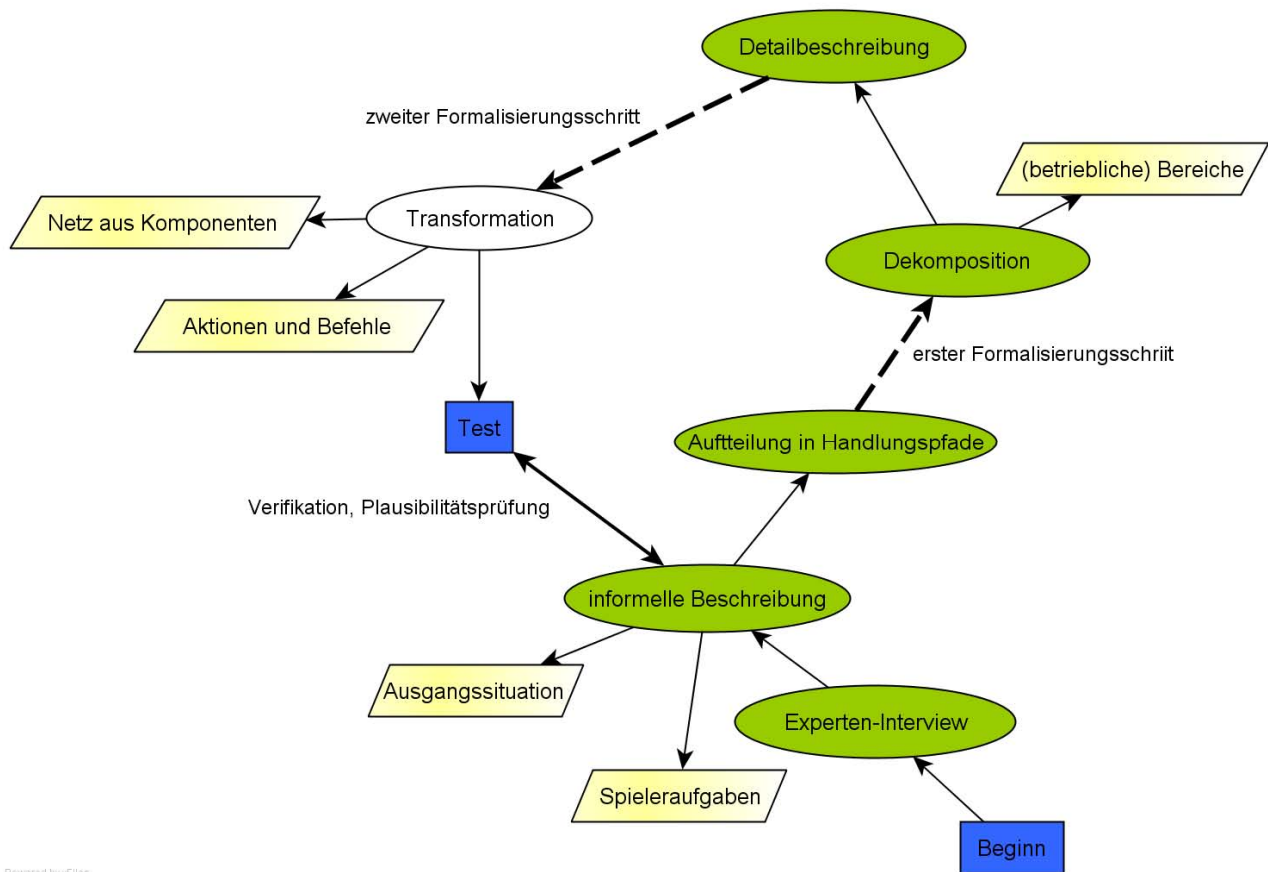 Detailbeschreibung
zweiter Formalisierungsschritt
(betriebliche) Bereiche
Netz aus Komponenten
Transformation
Dekomposition
Aktionen und Befehle
erster Formalisierungsschriit
Test
Auftteilung in Handlungspfade
Verifikation, Plausibilitätsprüfung
informelle Beschreibung
Ausgangssituation
Experten-Interview
Spieleraufgaben
Beginn